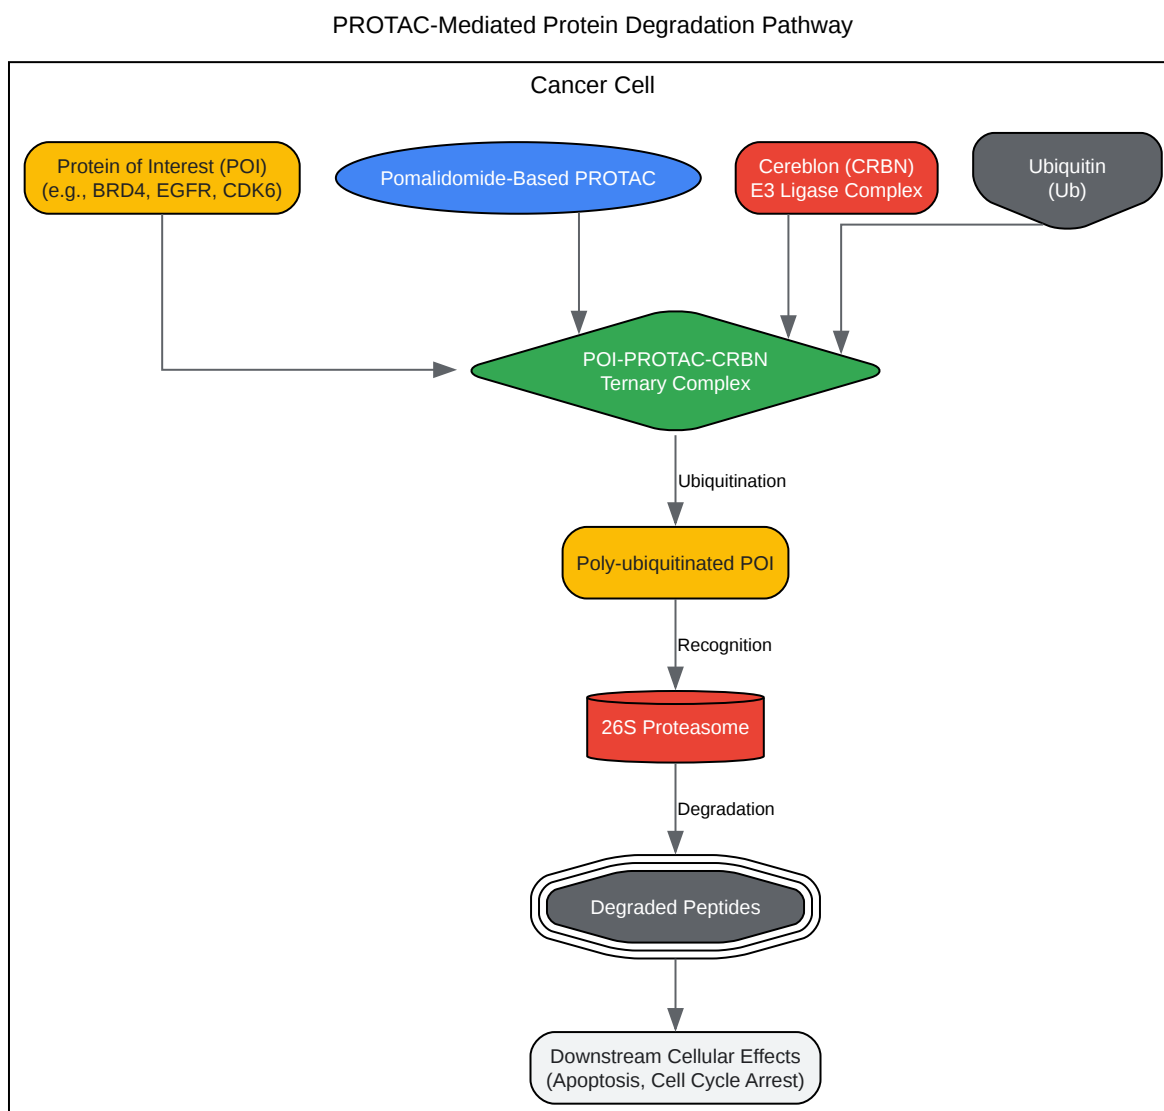 PROTAC-Mediated Protein Degradation Pathway
Cancer Cell
Protein of Interest (POI)
(e.g., BRD4, EGFR, CDK6)
Pomalidomide-Based PROTAC
Cereblon (CRBN)
E3 Ligase Complex
Ubiquitin
(Ub)
POI-PROTAC-CRBN
Ternary Complex
Ubiquitination
Poly-ubiquitinated POI
Recognition
26S Proteasome
Degradation
Degraded Peptides
Downstream Cellular Effects
(Apoptosis, Cell Cycle Arrest)